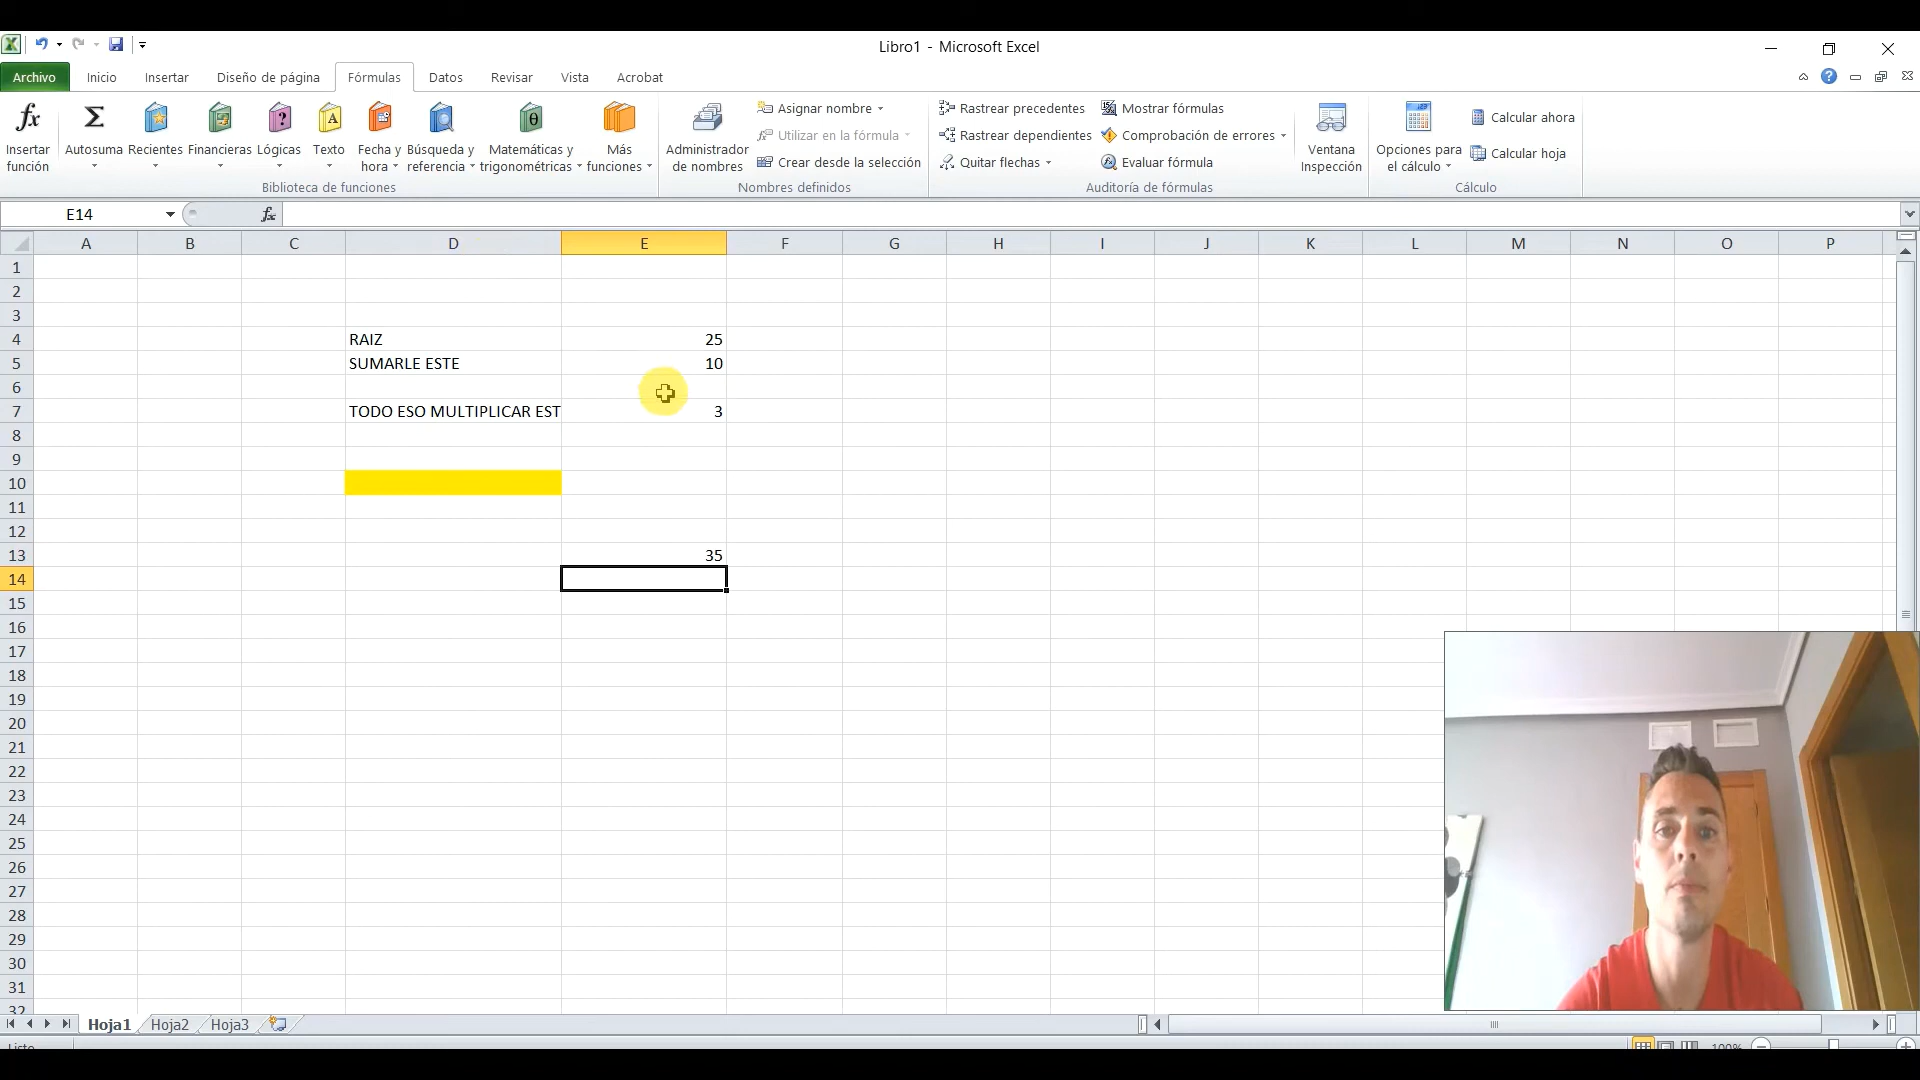 Libro1 - Microsoft Excel
Archivo Inicio Insertar Diseño de página Fórmulas Datos Revisar Vista Acrobat
Insertar función
Autosuma
Recientes
Financieras
Lógicas
Texto
Fecha y hora
Búsqueda y referencia
Matemáticas y trigonométricas
Más funciones
Biblioteca de funciones
Administrador de nombres
Asignar nombre
Utilizar en la fórmula
Crear desde la selección
Nombres definidos
Rastrear precedentes
Rastrear dependientes
Quitar flechas
Mostrar fórmulas
Comprobación de errores
Evaluar fórmula
Auditoría de fórmulas
Ventana Inspección
Opciones para el cálculo
Calcular ahora
Calcular hoja
Cálculo
E14 fx
A B C D E F G H I J K L M N O P
1
2
3
4 RAIZ 25
5 SUMARLE ESTE 10
6
7 TODO ESO MULTIPLICAR EST 3
8
9
10
11
12
13 35
14
15
16
17
18
19
20
21
22
23
24
25
26
27
28
29
30
31
32
Hoja1 Hoja2 Hoja3
Listo 100%